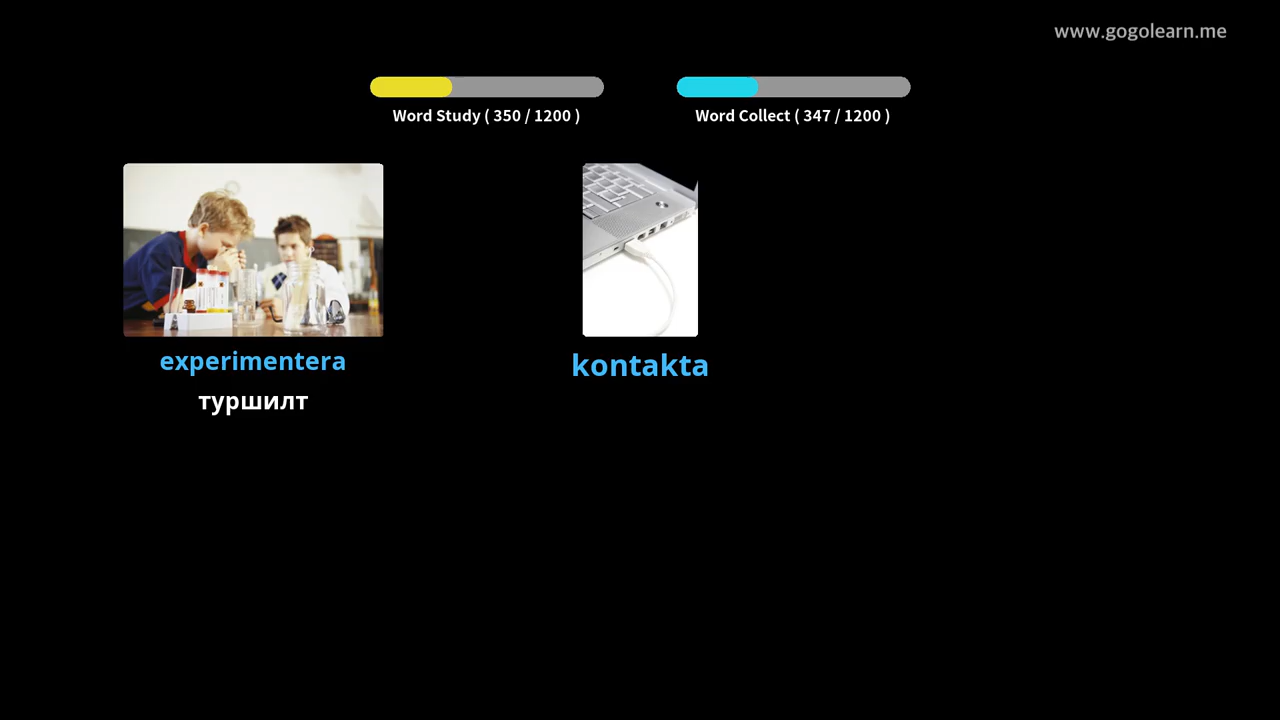 www.gogolearn.me
Word Study ( 350 / 1200 )
Word Collect ( 347 / 1200 )
experimentera
туршилт
kontakta